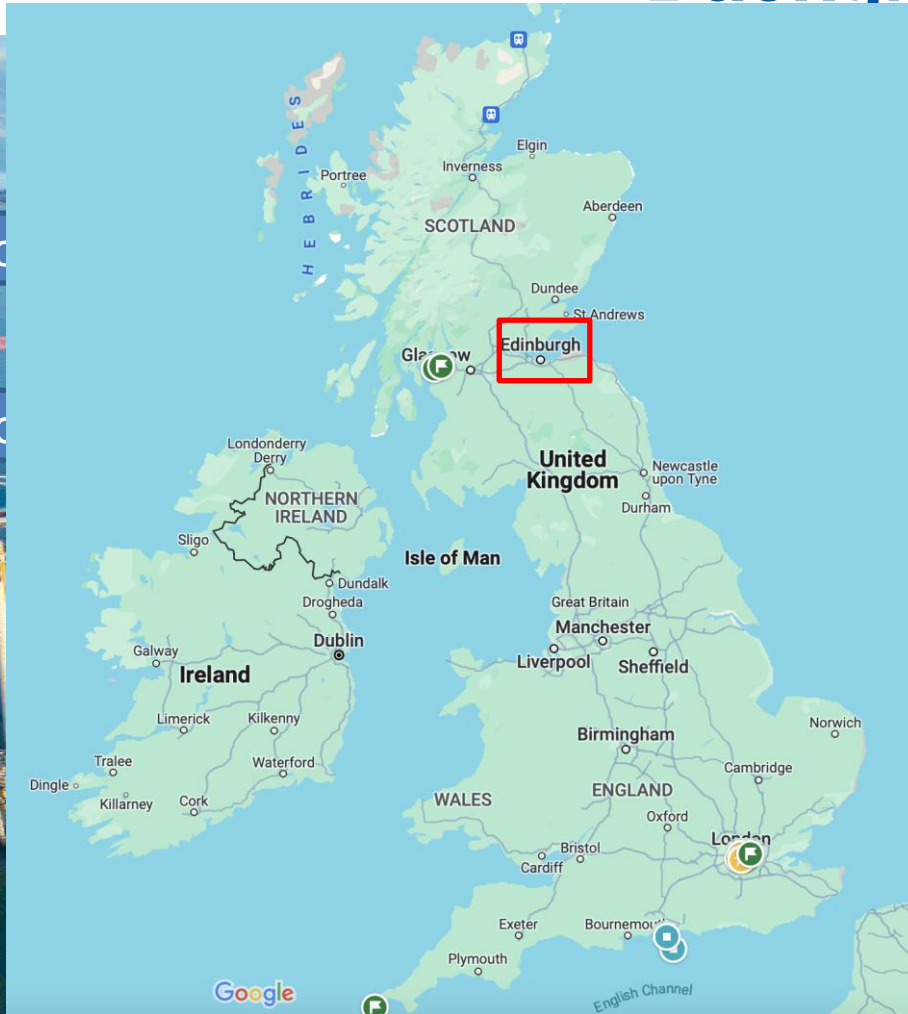 HEBRIDES
Elgin
Inverness
Portree
Aberdeen
SCOTLAND
Dundee
St Andrews
Edinburgh
Londonderry
Derry
United
Kingdom
Newcastle
upon Tyne
NORTHERN
IRELAND
Durham
Sligo
Isle of Man
Dundalk
Drogheda
Great Britain
Manchester
Dublin
Galway
Liverpool
Sheffield
Ireland
Limerick
Kilkenny
Norwich
Birmingham
Tralee
Waterford
Cambridge
Dingle
Killarney
Cork
WALES
ENGLAND
Oxford
London
Bristol
Cardiff
Exeter
Plymouth
Google
English Channel